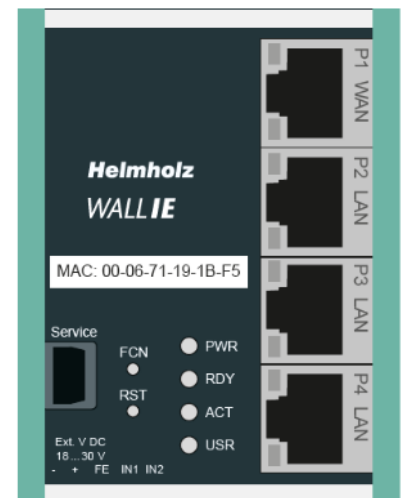 P1 WAN
Helmholz
WALL IE
P2 LAN
MAC: 00-06-71-19-1B-F5
P3 LAN
Service
FCN
PWR
RDY
RST
ACT
P4 LAN
USR
Ext. V DC
18 ... 30 V
- + FE IN1 IN2